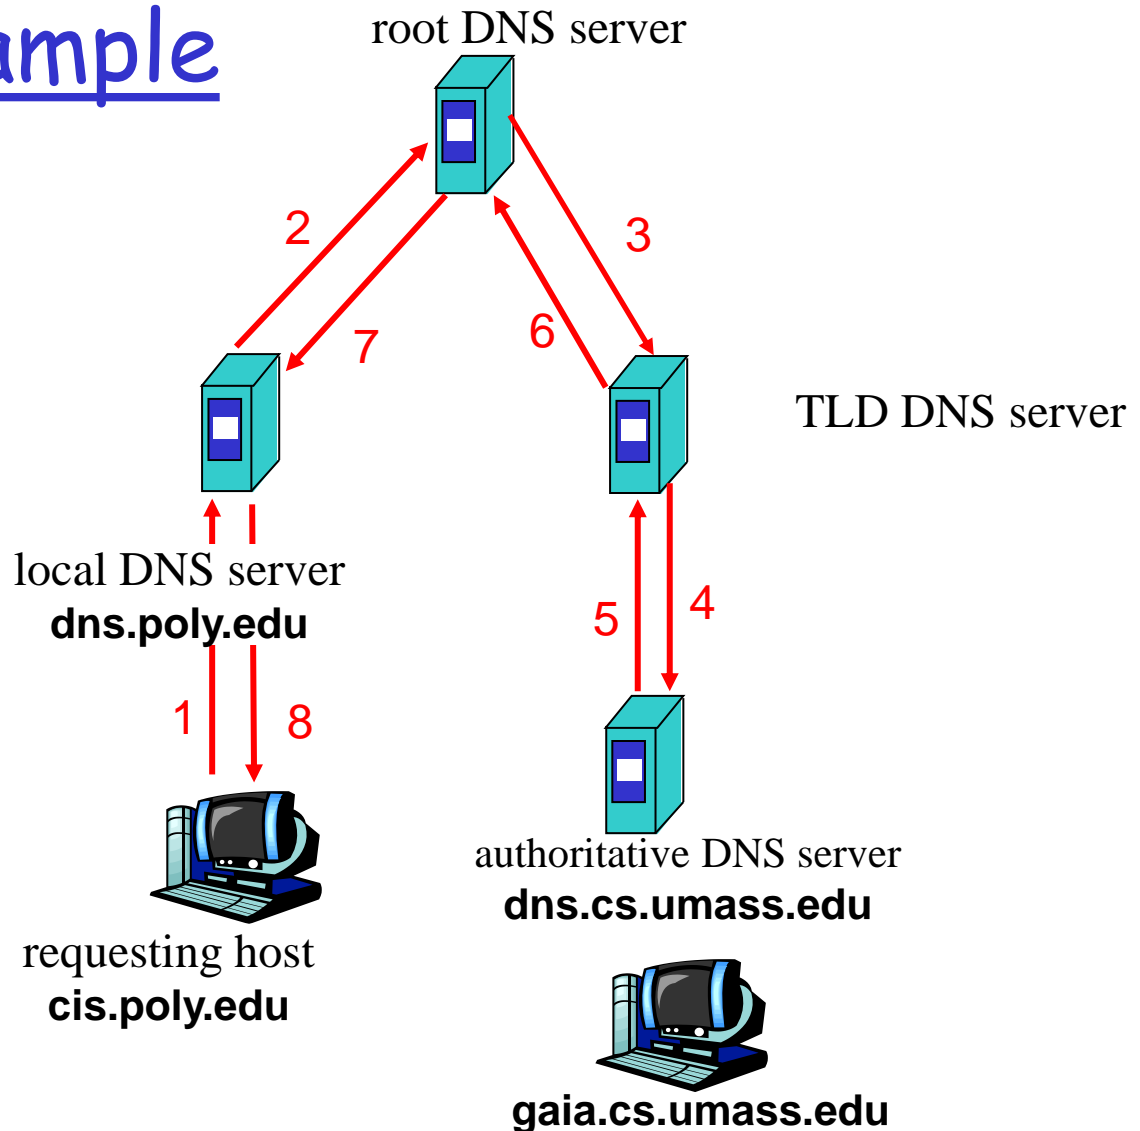 ample
root DNS server
2
3
7
6
TLD DNS server
local DNS server
dns.poly.edu
5
4
1
8
authoritative DNS server
dns.cs.umass.edu
requesting host
cis.poly.edu
gaia.cs.umass.edu